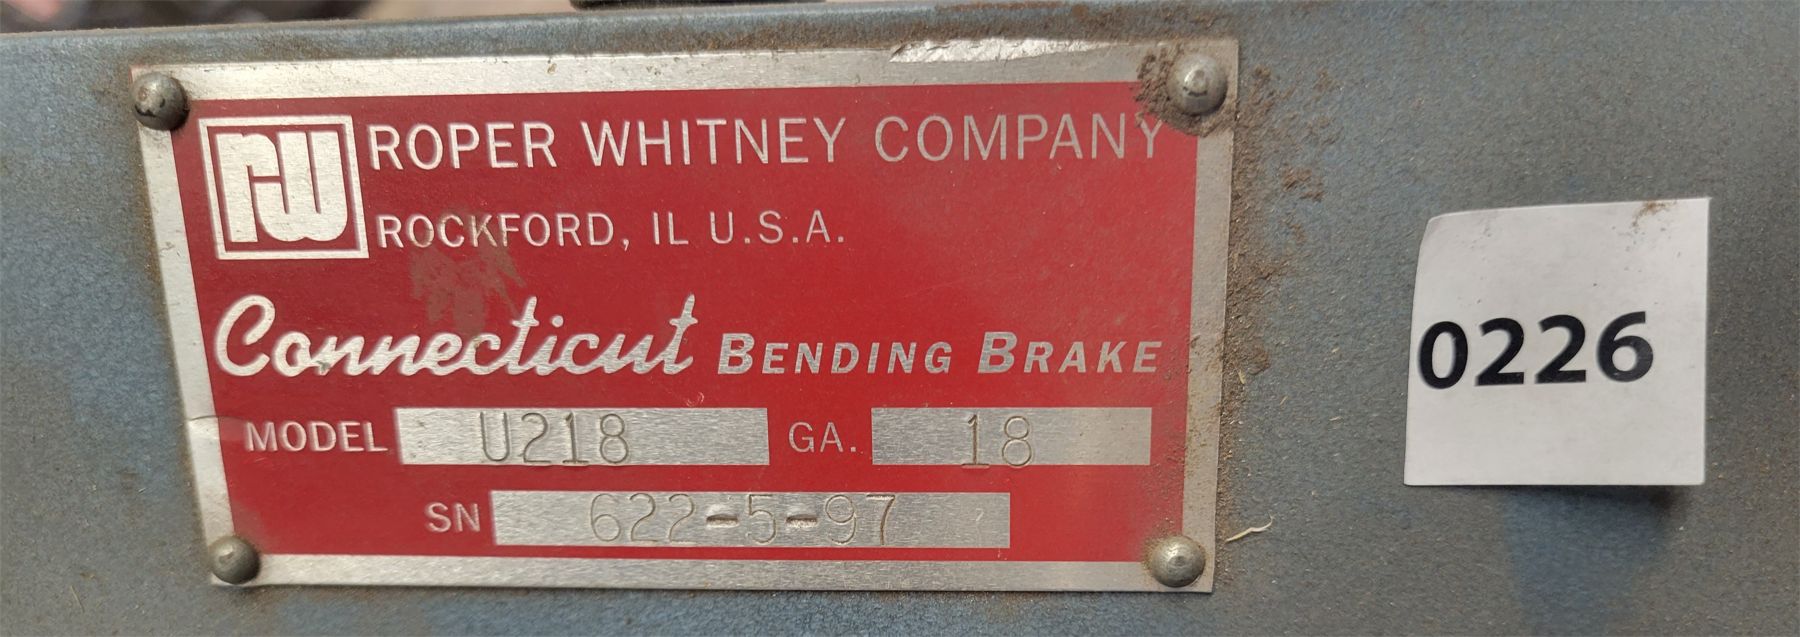 rw ROPER WHITNEY COMPANY
ROCKFORD, IL U.S.A.
Connecticut BENDING BRAKE
MODEL U218 GA. 18
SN 622-5-97
0226